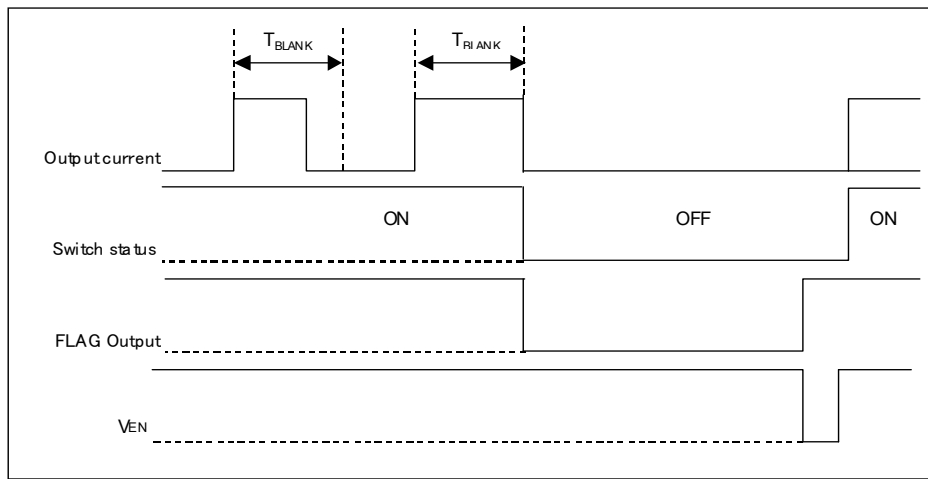 TBLANK TBLANK
Output current
ON OFF ON
Switch status
FLAG Output
VEN